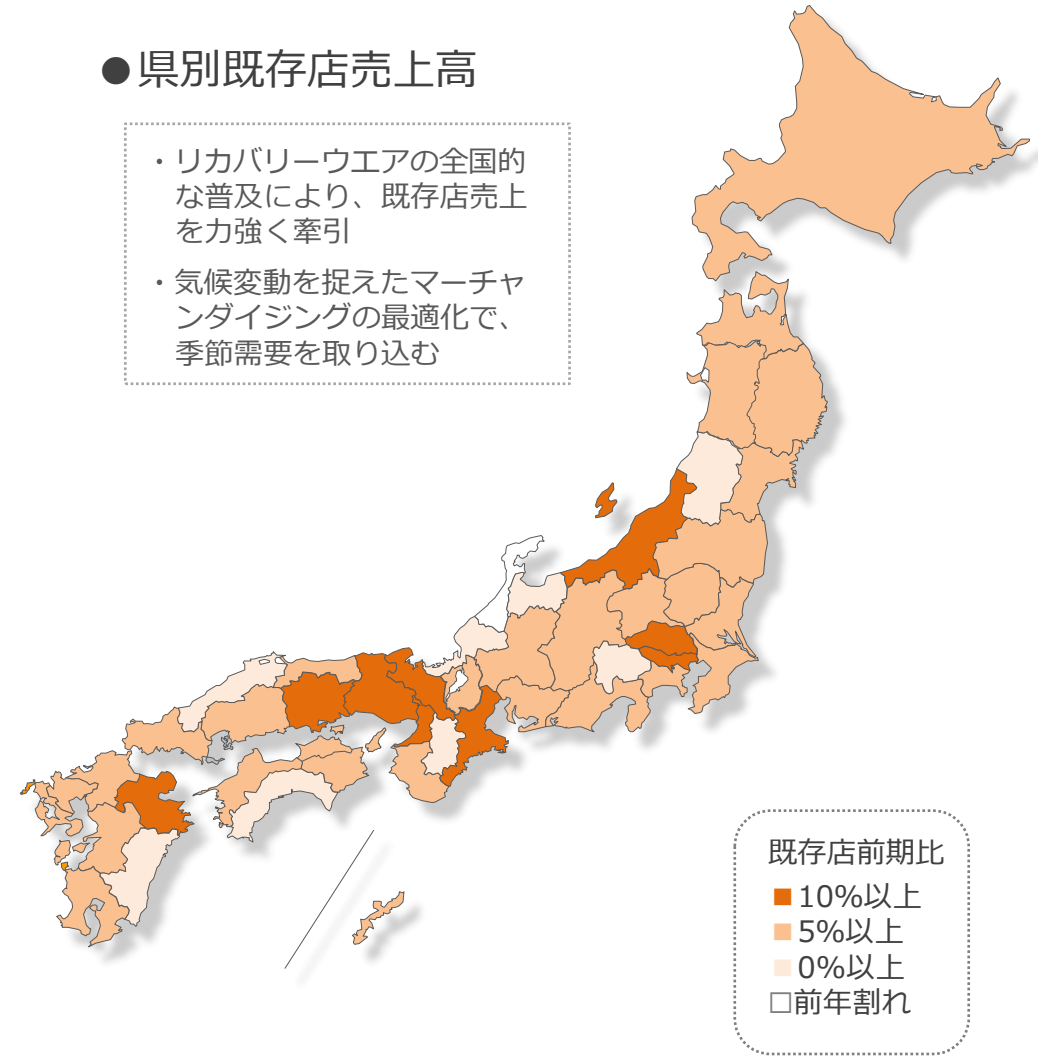 ●県別既存店売上高
・リカバリーウエアの全国的
な普及により、既存店売上
を力強く牽引
・気候変動を捉えたマーチャ
ンダイジングの最適化で、
季節需要を取り込む
既存店前期比
■10%以上
■5%以上
■0%以上
□前年割れ